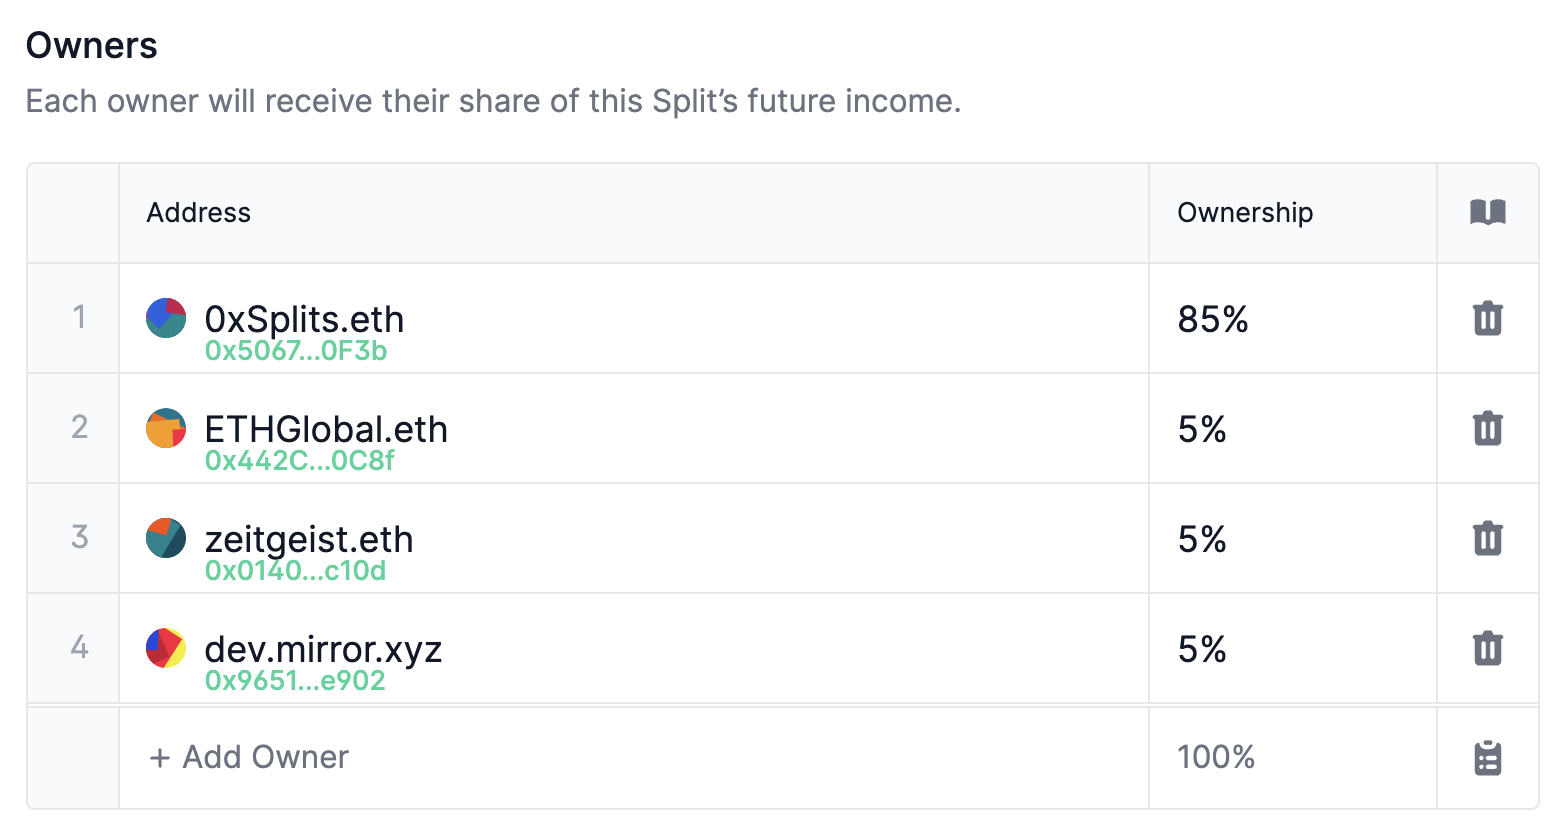 Owners
Each owner will receive their share of this Split’s future income.
Address Ownership
1 0xSplits.eth 85%
0x5067...0F3b
2 ETHGlobal.eth 5%
0x442C...0C8f
3 zeitgeist.eth 5%
0x0140...c10d
4 dev.mirror.xyz 5%
0x9651...e902
+ Add Owner 100%